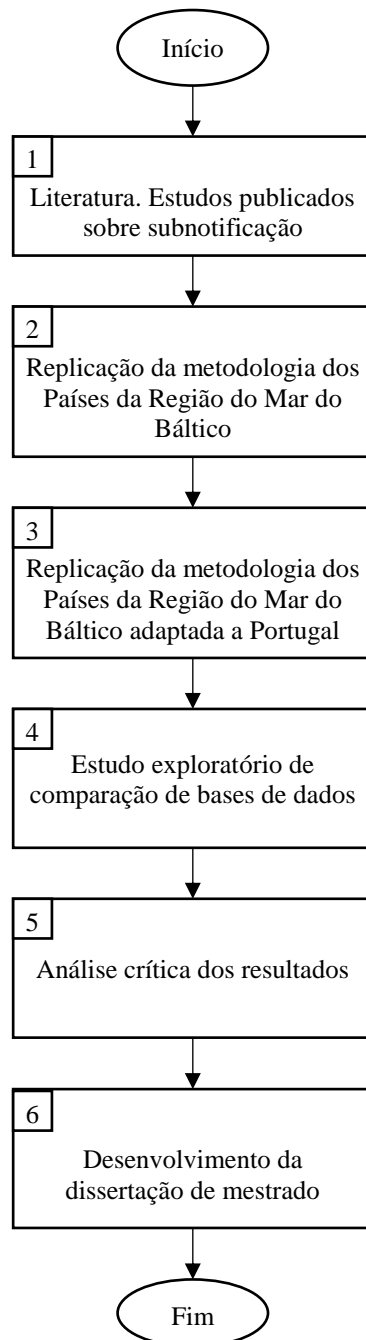 Início
1
Literatura. Estudos publicados
sobre subnotificação
2
Replicação da metodologia dos
Países da Região do Mar do
Báltico
3
Replicação da metodologia dos
Países da Região do Mar do
Báltico adaptada a Portugal
4
Estudo exploratório de
comparação de bases de dados
5
Análise crítica dos resultados
6
Desenvolvimento da
dissertação de mestrado
Fim